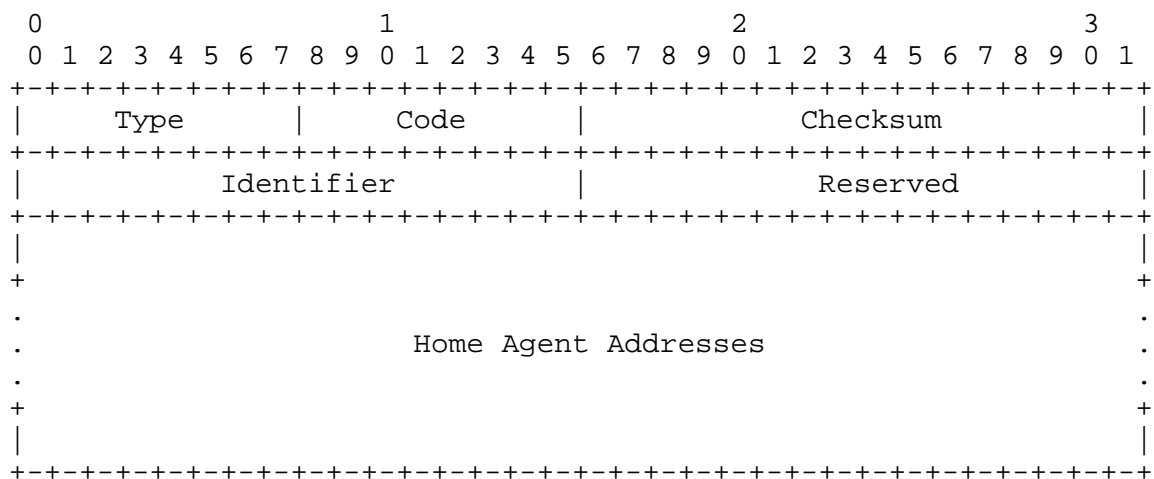 0                   1                   2                   3
 0 1 2 3 4 5 6 7 8 9 0 1 2 3 4 5 6 7 8 9 0 1 2 3 4 5 6 7 8 9 0 1
+-+-+-+-+-+-+-+-+-+-+-+-+-+-+-+-+-+-+-+-+-+-+-+-+-+-+-+-+-+-+-+-+
|     Type      |     Code      |            Checksum           |
+-+-+-+-+-+-+-+-+-+-+-+-+-+-+-+-+-+-+-+-+-+-+-+-+-+-+-+-+-+-+-+-+
|           Identifier          |             Reserved          |
+-+-+-+-+-+-+-+-+-+-+-+-+-+-+-+-+-+-+-+-+-+-+-+-+-+-+-+-+-+-+-+-+
|                                                               |
+                                                               +
.                                                               .
.                      Home Agent Addresses                     .
.                                                               .
+                                                               +
|                                                               |
+-+-+-+-+-+-+-+-+-+-+-+-+-+-+-+-+-+-+-+-+-+-+-+-+-+-+-+-+-+-+-+-+